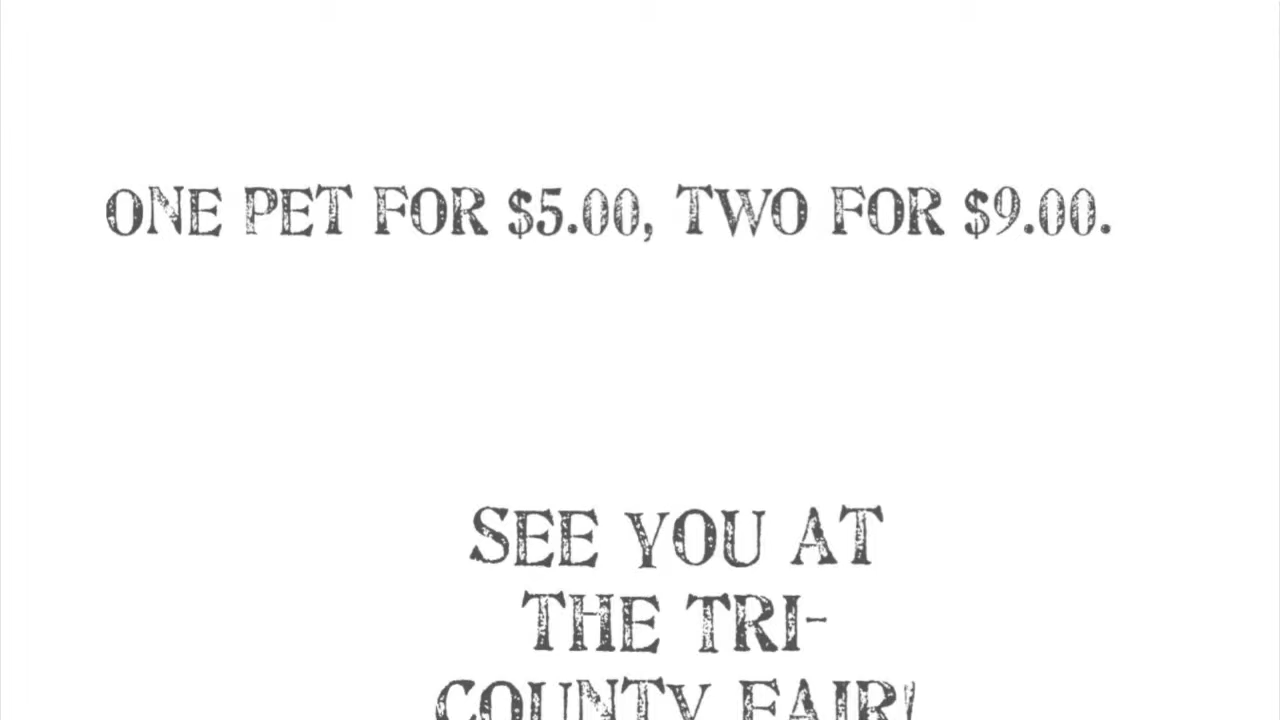 ONE PET FOR $5.00, TWO FOR $9.00.
SEE YOU AT
THE TRI-
COUNTY FAIR!